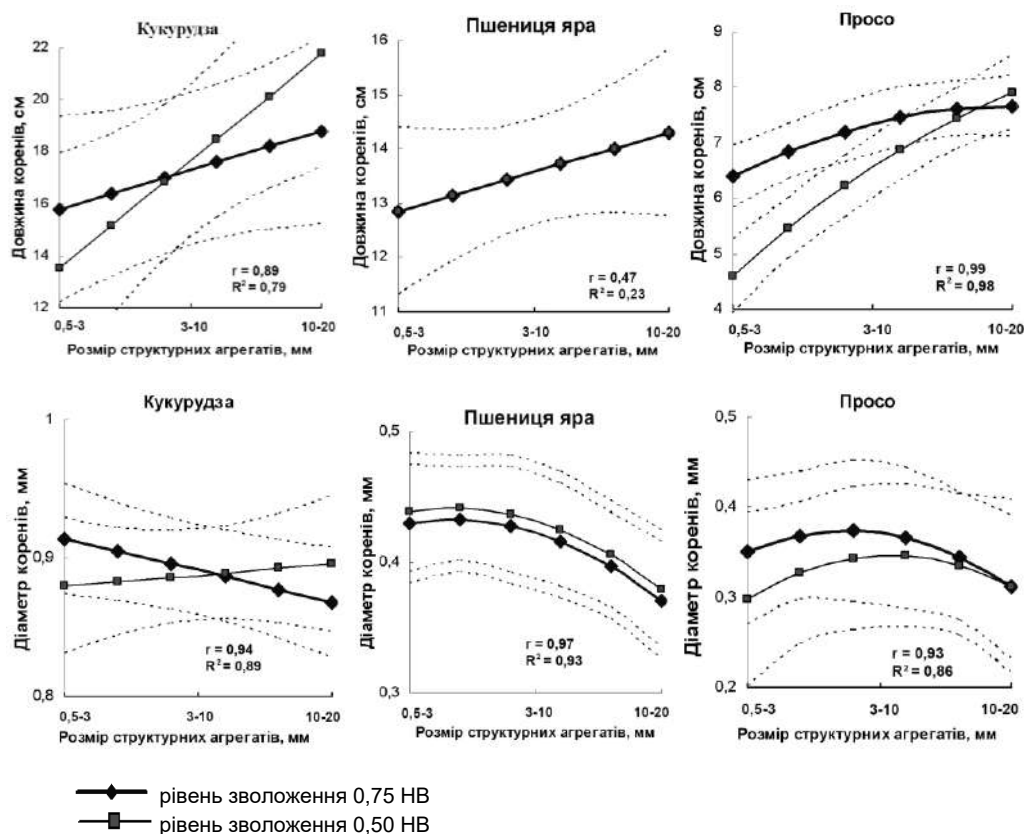 Кукурудза
Довжина коренів, см
22
20
18
16
14
12
r = 0,89
R² = 0,79
0,5-3 3-10 10-20
Розмір структурних агрегатів, мм
Пшениця яра
Довжина коренів, см
16
15
14
13
12
11
r = 0,47
R² = 0,23
0,5-3 3-10 10-20
Розмір структурних агрегатів, мм
Просо
Довжина коренів, см
9
8
7
6
5
4
r = 0,99
R² = 0,98
0,5-3 3-10 10-20
Розмір структурних агрегатів, мм
Кукурудза
Діаметр коренів, мм
1
0,9
0,8
r = 0,94
R² = 0,89
0,5-3 3-10 10-20
Розмір структурних агрегатів, мм
Пшениця яра
Діаметр коренів, мм
0,5
0,4
0,3
r = 0,97
R² = 0,93
0,5-3 3-10 10-20
Розмір структурних агрегатів, мм
Просо
Діаметр коренів, мм
0,5
0,4
0,3
0,2
r = 0,93
R² = 0,86
0,5-3 3-10 10-20
Розмір структурних агрегатів, мм
рівень зволоження 0,75 НВ
рівень зволоження 0,50 НВ